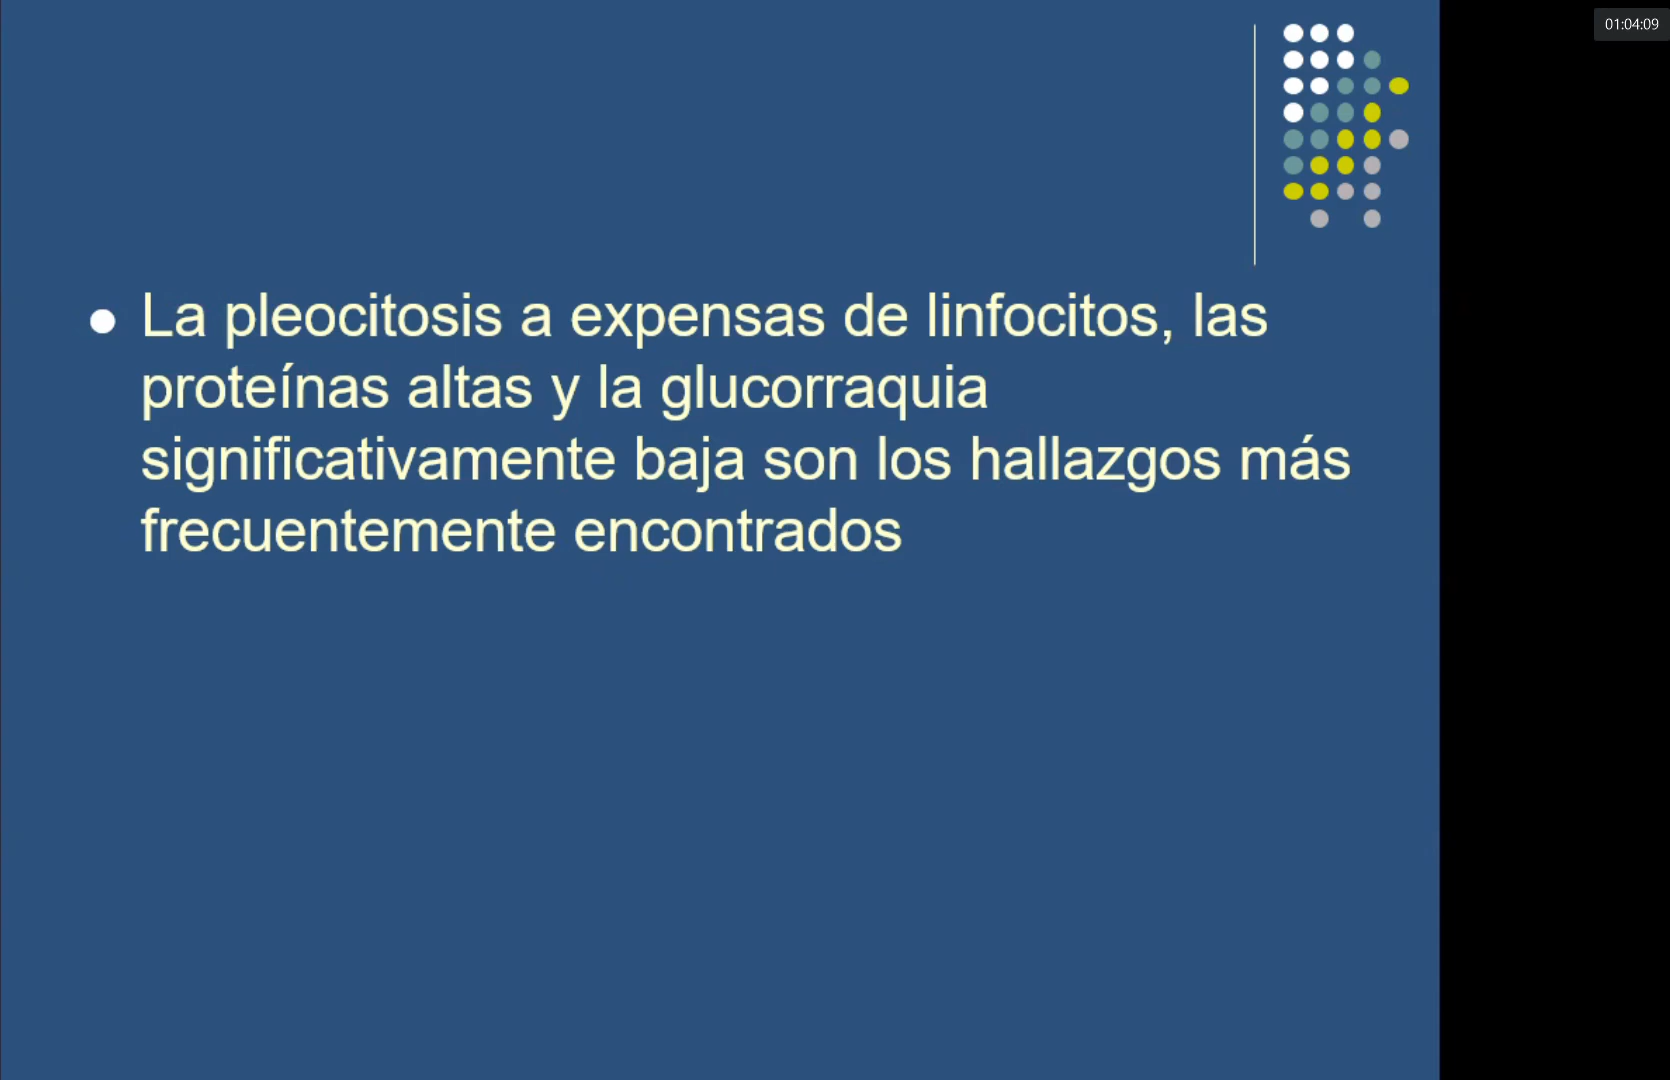 01:04:09
● La pleocitosis a expensas de linfocitos, las
proteínas altas y la glucorraquia
significativamente baja son los hallazgos más
frecuentemente encontrados